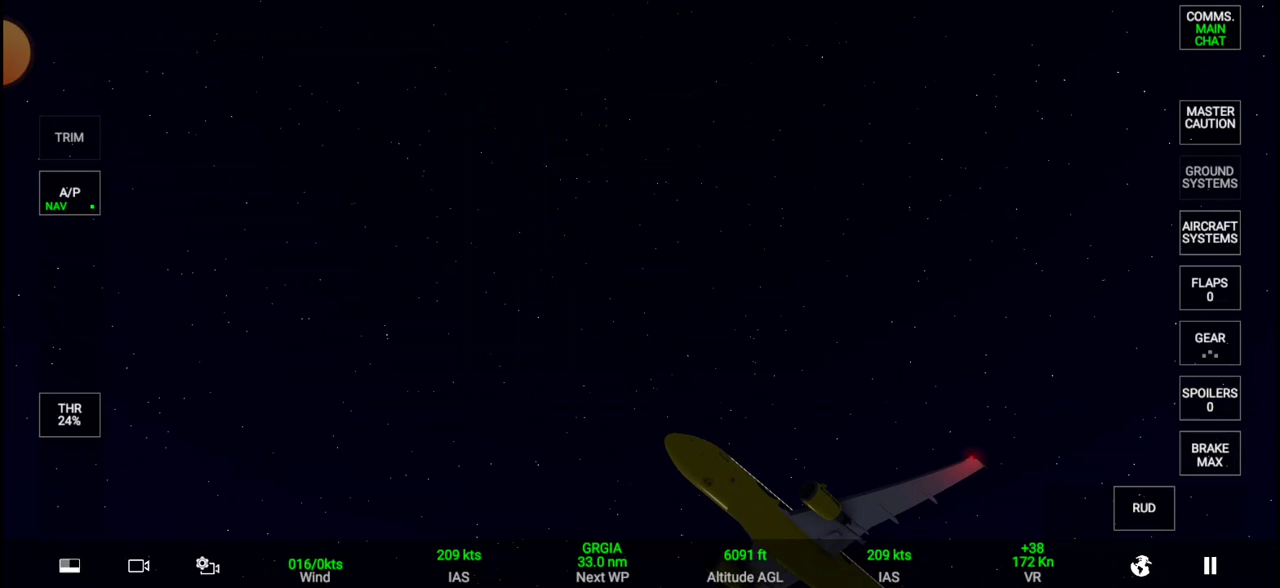 COMMS.
MAIN
CHAT
TRIM
MASTER
CAUTION
A/P
NAV
GROUND
SYSTEMS
AIRCRAFT
SYSTEMS
FLAPS
0
GEAR
THR
24%
SPOILERS
0
BRAKE
MAX
RUD
016/0kts
Wind
209 kts
IAS
GRGIA
33.0 nm
Next WP
6091 ft
Altitude AGL
209 kts
IAS
+38
172 Kn
VR